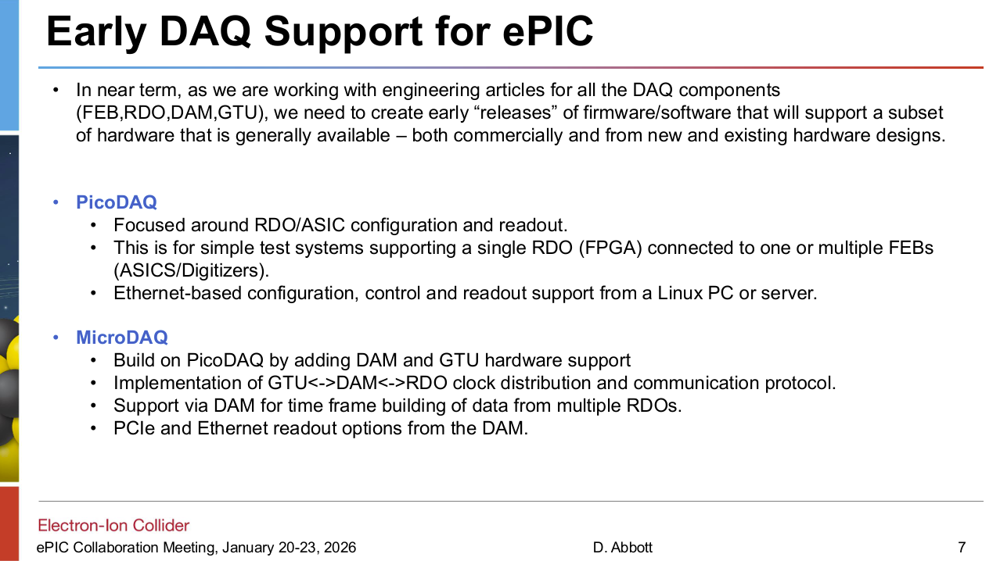 Early DAQ Support for ePIC
• In near term, as we are working with engineering articles for all the DAQ components
(FEB,RDO,DAM,GTU), we need to create early “releases” of firmware/software that will support a subset
of hardware that is generally available – both commercially and from new and existing hardware designs.
• PicoDAQ
• Focused around RDO/ASIC configuration and readout.
• This is for simple test systems supporting a single RDO (FPGA) connected to one or multiple FEBs
(ASICS/Digitizers).
• Ethernet-based configuration, control and readout support from a Linux PC or server.
• MicroDAQ
• Build on PicoDAQ by adding DAM and GTU hardware support
• Implementation of GTU<->DAM<->RDO clock distribution and communication protocol.
• Support via DAM for time frame building of data from multiple RDOs.
• PCIe and Ethernet readout options from the DAM.
Electron-Ion Collider
ePIC Collaboration Meeting, January 20-23, 2026 D. Abbott 7